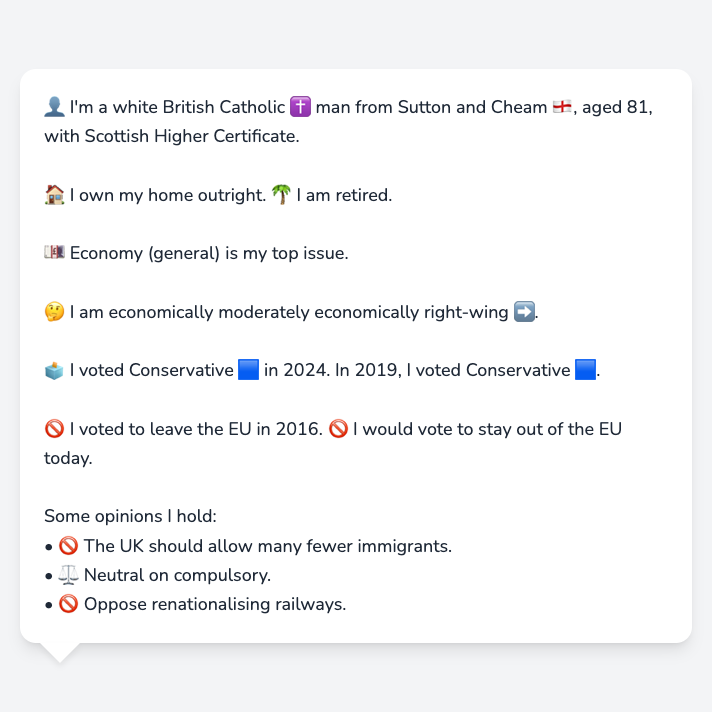 👤 I'm a white British Catholic ✝️ man from Sutton and Cheam 🏴󠁧󠁢󠁥󠁮󠁧󠁿, aged 81,
with Scottish Higher Certificate.
🏠 I own my home outright. 🌴 I am retired.
💷 Economy (general) is my top issue.
🤔 I am economically moderately economically right-wing ➡️.
🗳️ I voted Conservative 🟦 in 2024. In 2019, I voted Conservative 🟦.
🚫 I voted to leave the EU in 2016. 🚫 I would vote to stay out of the EU
today.
Some opinions I hold:
• 🚫 The UK should allow many fewer immigrants.
• ⚖️ Neutral on compulsory.
• 🚫 Oppose renationalising railways.